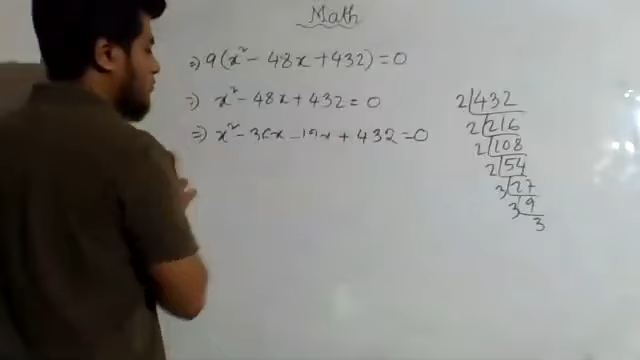 Math
⇒ 9(x² - 48x + 432) = 0
⇒ x² - 48x + 432 = 0
⇒ x² - 36x - 12x + 432 = 0
2|432
2|216
2|108
2|54
3|27
3|9
3